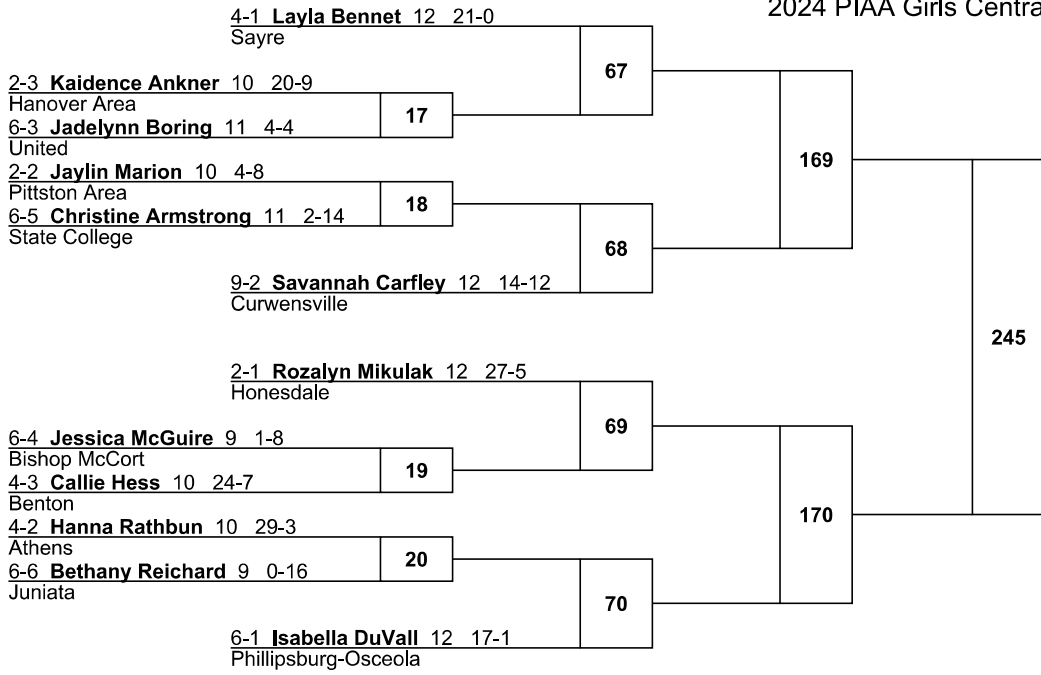 2024 PIAA Girls Centra
4-1 Layla Bennet 12 21-0
Sayre
67
2-3 Kaidence Ankner 10 20-9
Hanover Area
17
6-3 Jadelynn Boring 11 4-4
United
169
2-2 Jaylin Marion 10 4-8
Pittston Area
18
6-5 Christine Armstrong 11 2-14
State College
68
9-2 Savannah Carfley 12 14-12
Curwensville
245
2-1 Rozalyn Mikulak 12 27-5
Honesdale
69
6-4 Jessica McGuire 9 1-8
Bishop McCort
19
4-3 Callie Hess 10 24-7
Benton
170
4-2 Hanna Rathbun 10 29-3
Athens
20
6-6 Bethany Reichard 9 0-16
Juniata
70
6-1 Isabella DuVall 12 17-1
Phillipsburg-Osceola